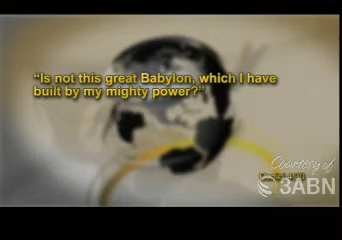 “Is not this great Babylon, which I have
built by my mighty power?”
Courtesy of
3ABN